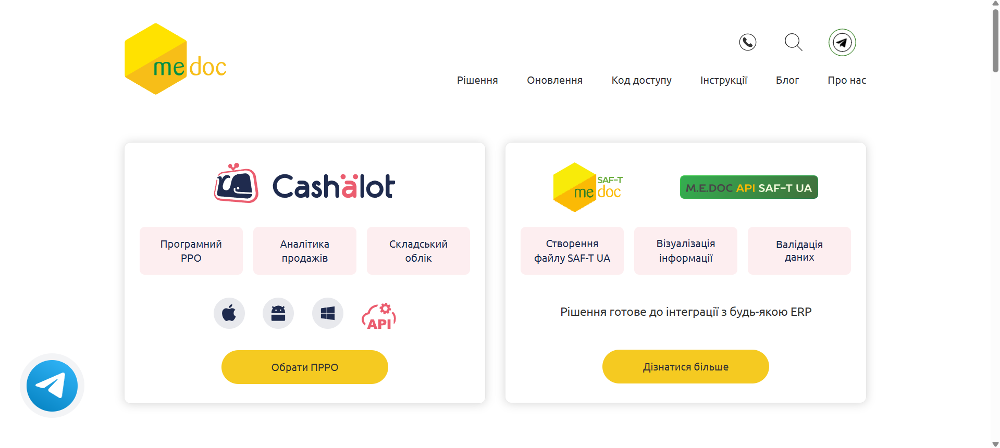 me doc
Рішення Оновлення Код доступу Інструкції Блог Про нас
Cashälot
Програмний
РРО
Аналітика
продажів
Складський
облік
API
Обрати ПРРО
SAF-T
me doc
M.E.DOC API SAF-T UA
Створення
файлу SAF-T UA
Візуалізація
інформації
Валідація
даних
Рішення готове до інтеграції з будь-якою ERP
Дізнатися більше